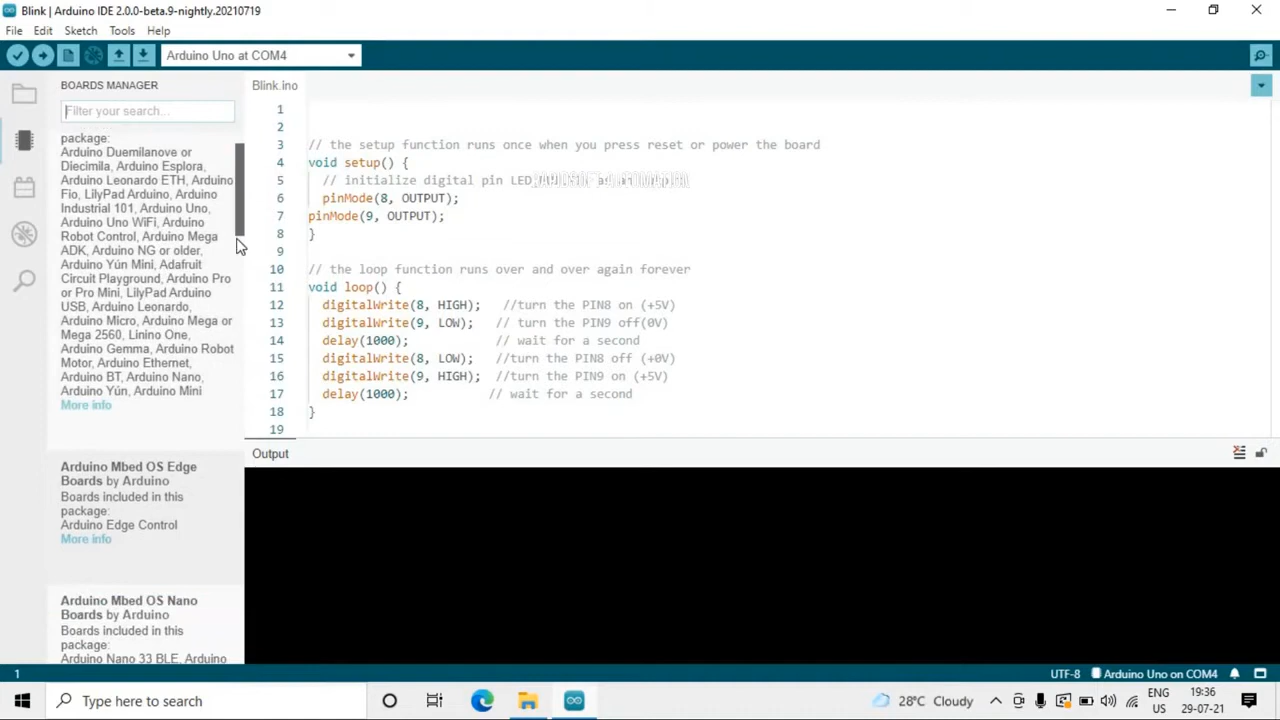 Blink | Arduino IDE 2.0.0-beta.9-nightly.20210719
File Edit Sketch Tools Help
Arduino Uno at COM4
BOARDS MANAGER
Filter your search...
package:
Arduino Duemilanove or
Diecimila, Arduino Esplora,
Arduino Leonardo ETH, Arduino
Fio, LilyPad Arduino, Arduino
Industrial 101, Arduino Uno,
Arduino Uno WiFi, Arduino
Robot Control, Arduino Mega
ADK, Arduino NG or older,
Arduino Yún Mini, Adafruit
Circuit Playground, Arduino Pro
or Pro Mini, LilyPad Arduino
USB, Arduino Leonardo,
Arduino Micro, Arduino Mega or
Mega 2560, Linino One,
Arduino Gemma, Arduino Robot
Motor, Arduino Ethernet,
Arduino BT, Arduino Nano,
Arduino Yún, Arduino Mini
More info
Arduino Mbed OS Edge
Boards by Arduino
Boards included in this
package:
Arduino Edge Control
More info
Arduino Mbed OS Nano
Boards by Arduino
Boards included in this
package:
Arduino Nano 33 BLE, Arduino
Blink.ino
1
2
3 // the setup function runs once when you press reset or power the board
4 void setup() {
5 // initialize digital pin LED
6 pinMode(8, OUTPUT);
7 pinMode(9, OUTPUT);
8 }
9
10 // the loop function runs over and over again forever
11 void loop() {
12 digitalWrite(8, HIGH); //turn the PIN8 on (+5V)
13 digitalWrite(9, LOW); // turn the PIN9 off(0V)
14 delay(1000); // wait for a second
15 digitalWrite(8, LOW); //turn the PIN8 off (+0V)
16 digitalWrite(9, HIGH); //turn the PIN9 on (+5V)
17 delay(1000); // wait for a second
18 }
19
Output
1
UTF-8 Arduino Uno on COM4
Type here to search
28°C Cloudy
ENG
US
19:36
29-07-21